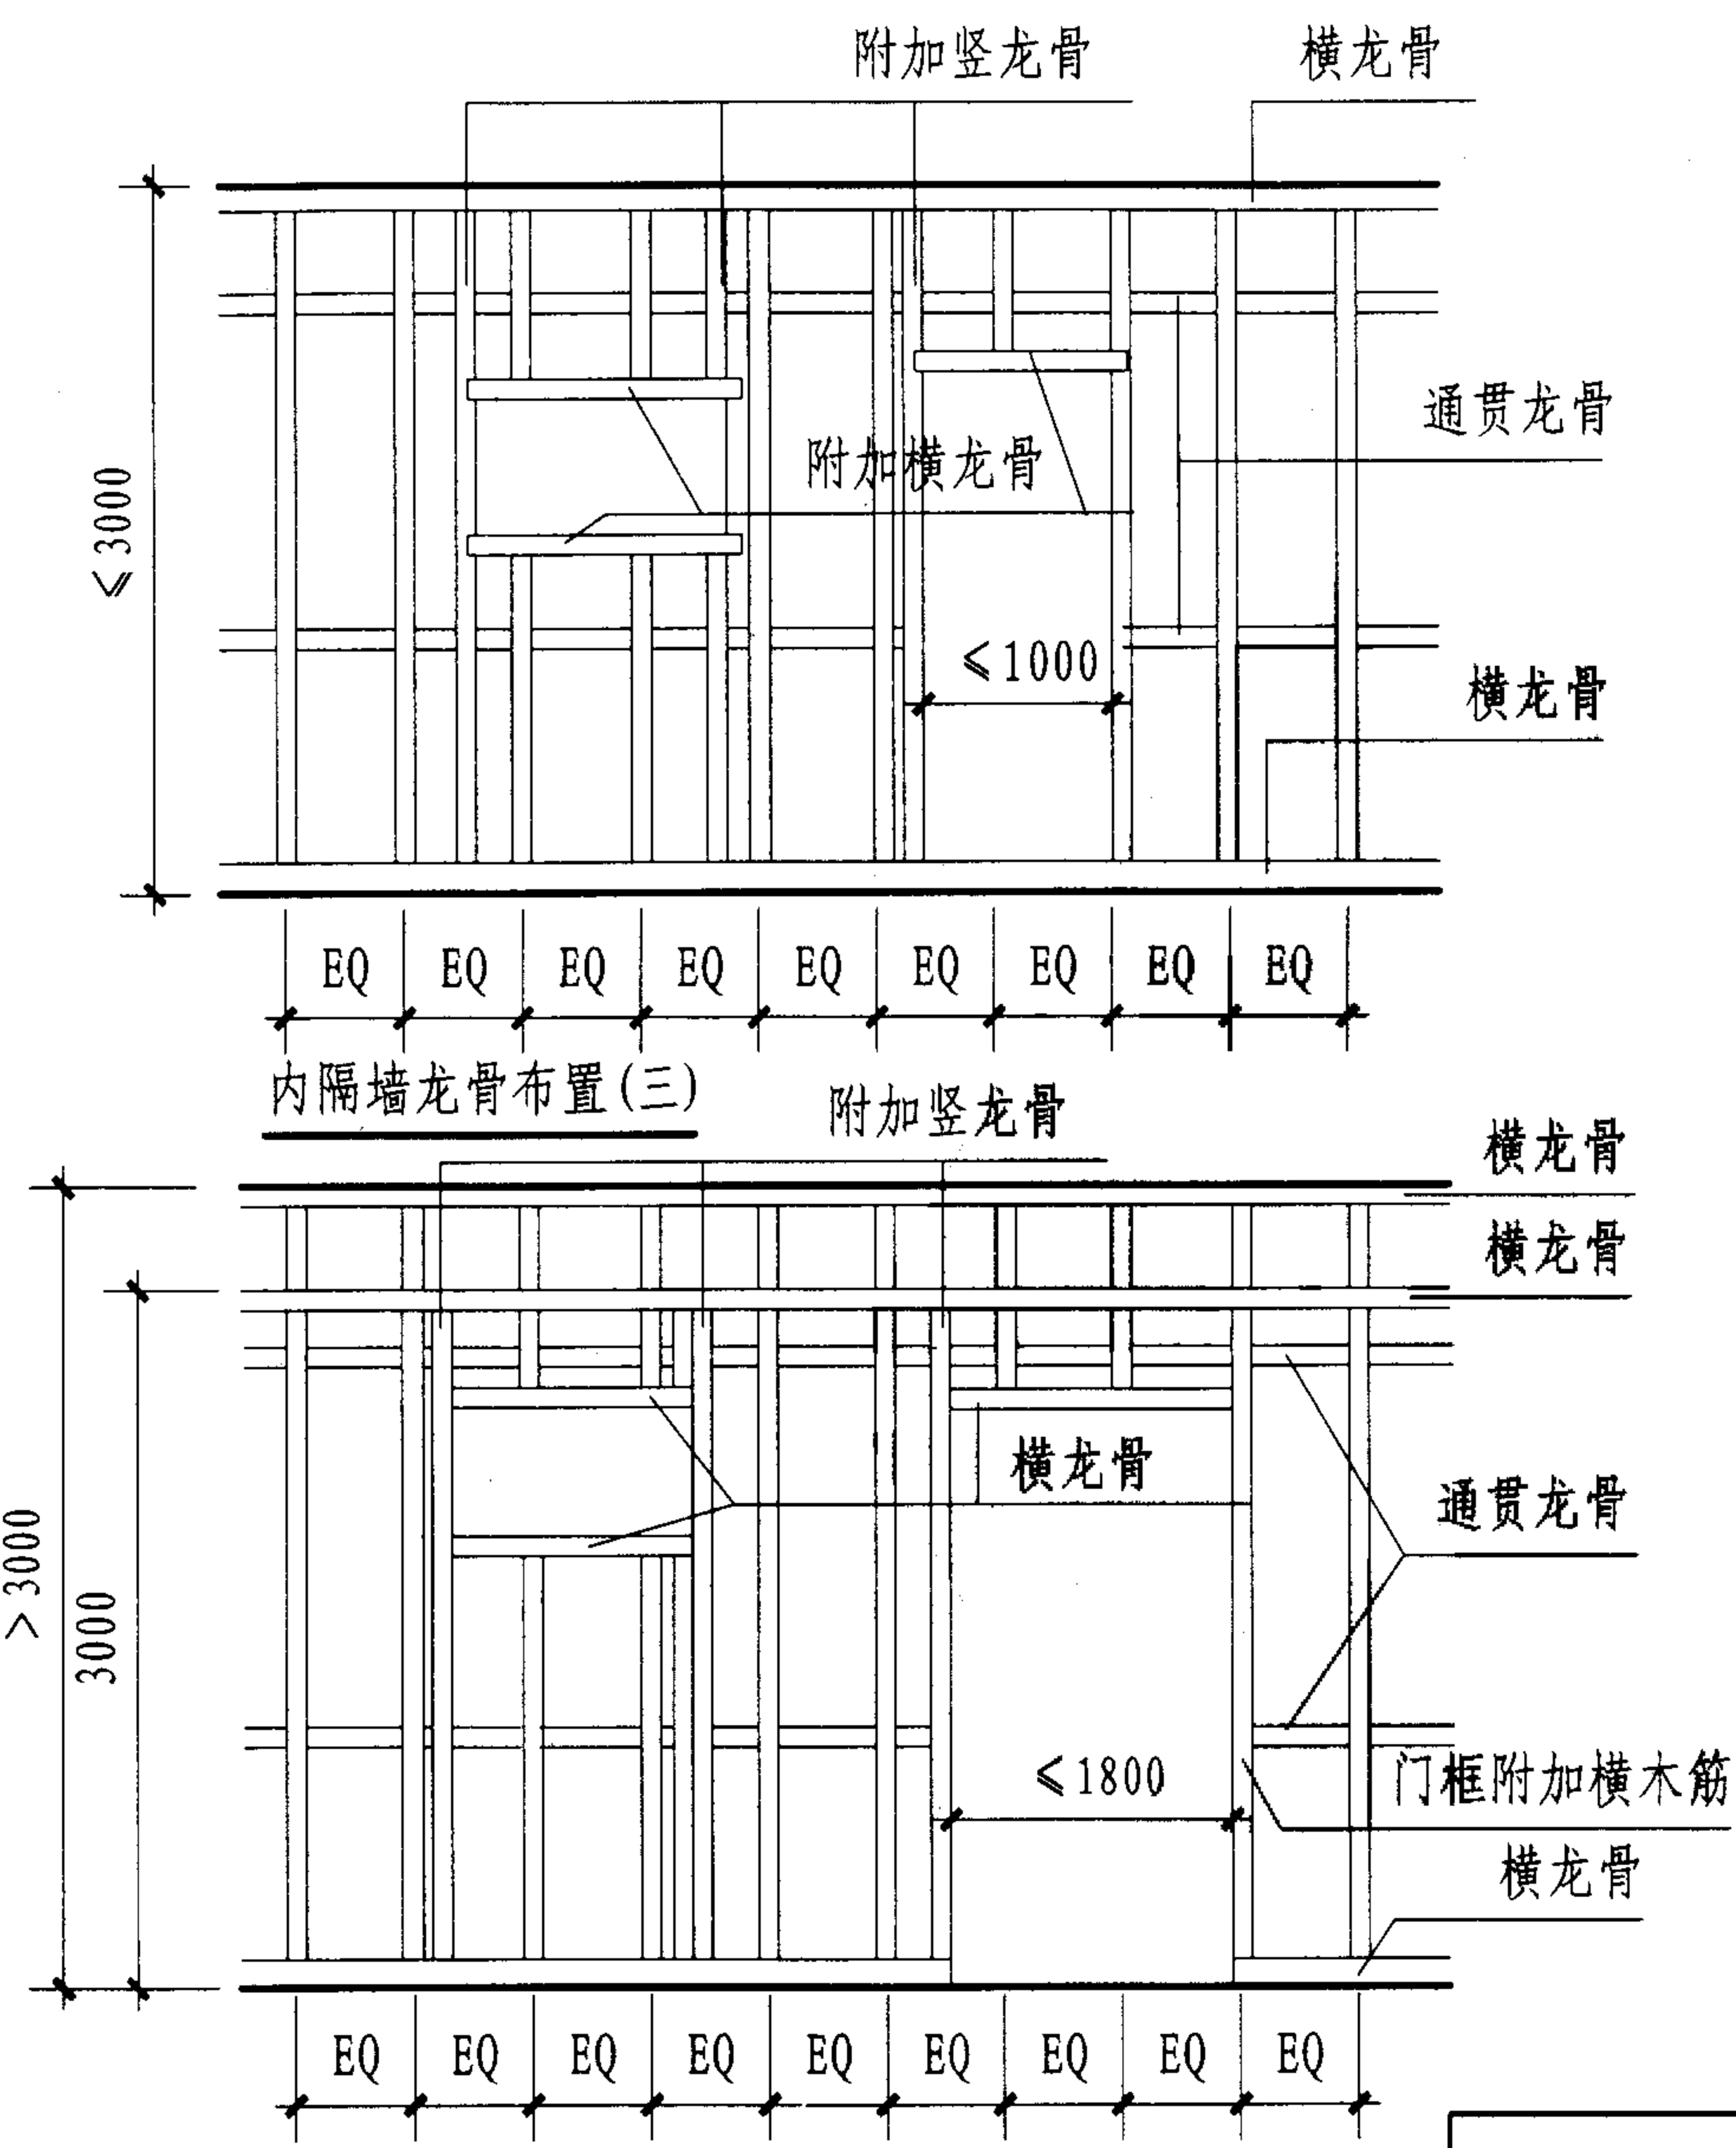 附加竖龙骨
横龙骨
≤3000
通贯龙骨
附加横龙骨
≤1000
横龙骨
EQ EQ EQ EQ EQ EQ EQ EQ EQ
内隔墙龙骨布置(三)
附加竖龙骨
横龙骨
横龙骨
>3000
3000
横龙骨
通贯龙骨
≤1800
门框附加横木筋
横龙骨
EQ EQ EQ EQ EQ EQ EQ EQ EQ